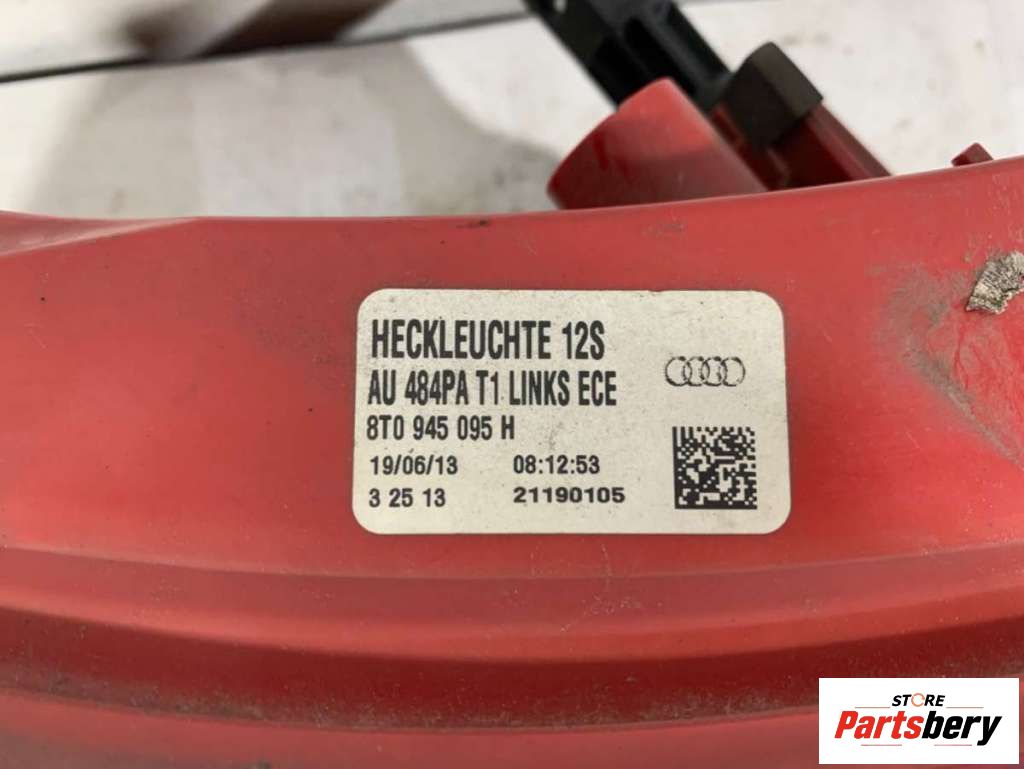 HECKLEUCHTE 12S
AU 484PA T1 LINKS ECE
8T0 945 095 H
19/06/13 08:12:53
3 25 13 21190105
STORE
Partsbery